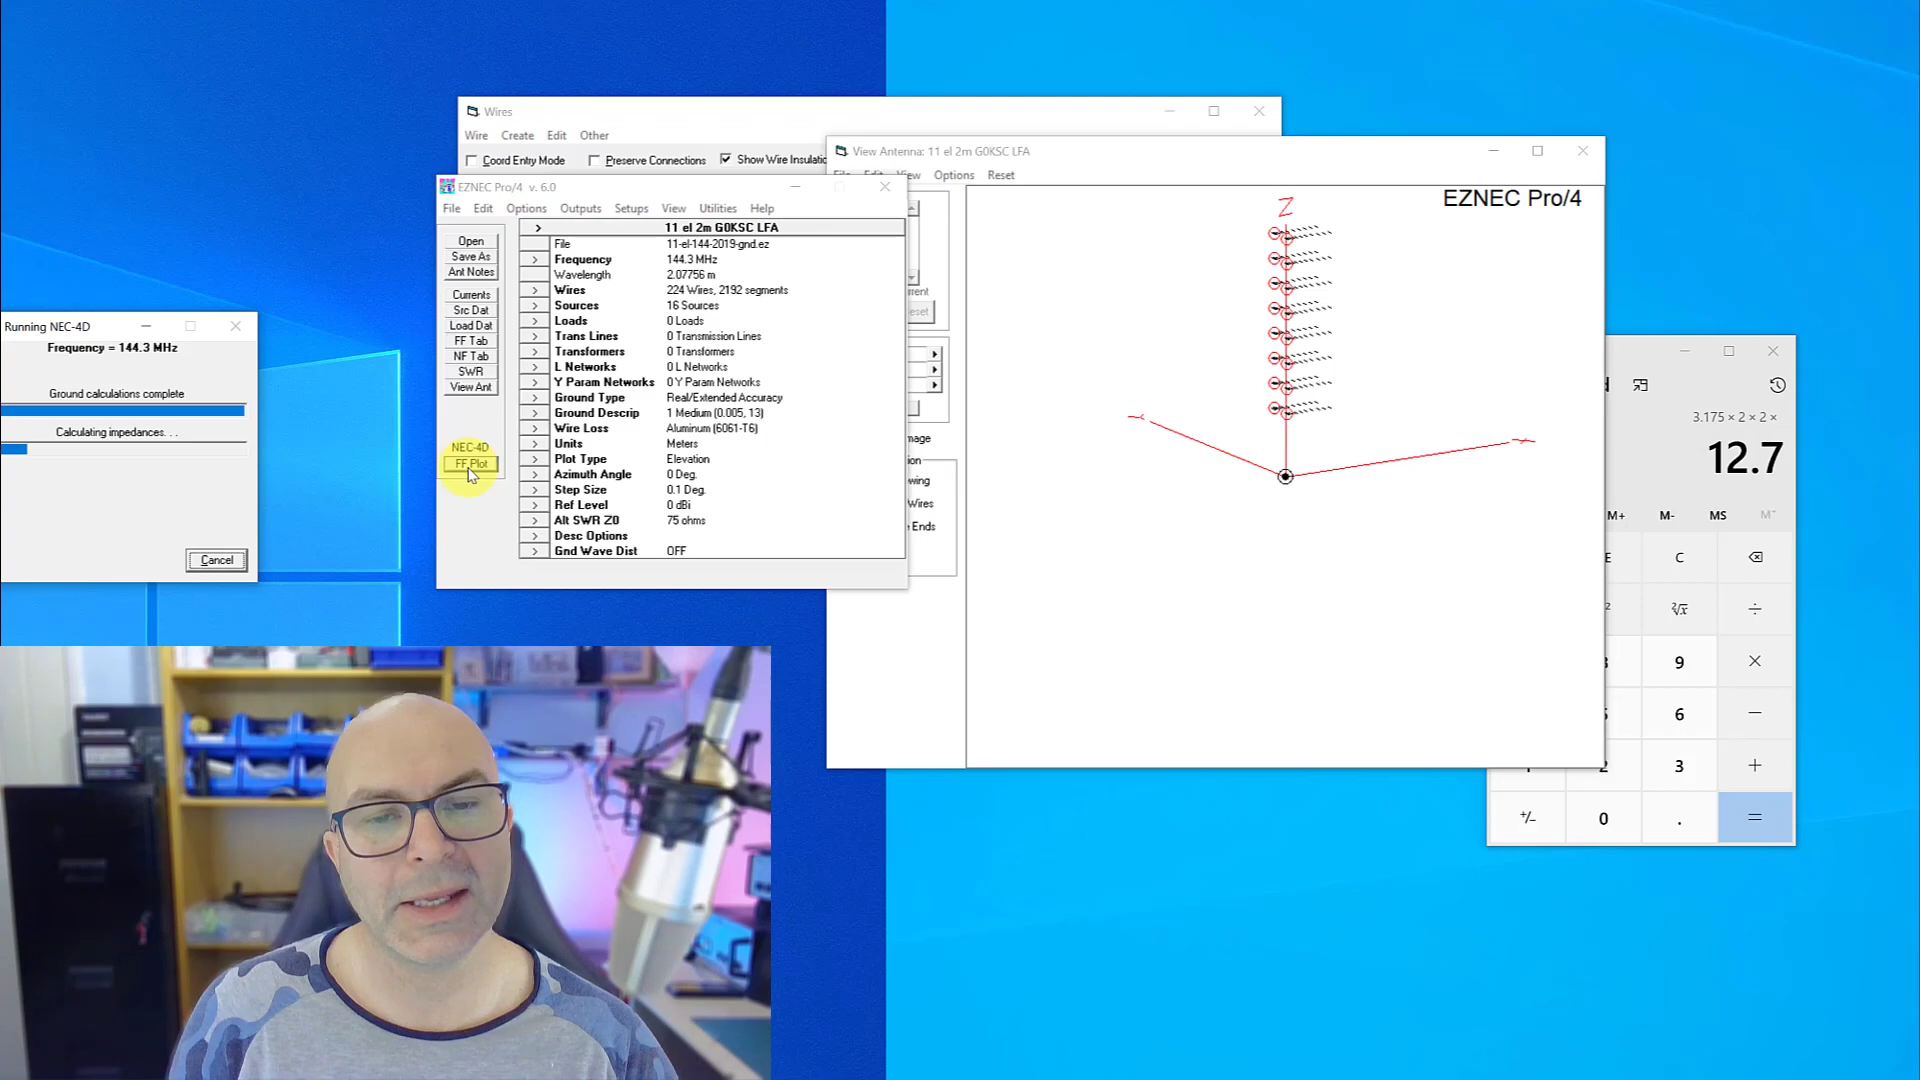 Wires
Wire Create Edit Other
Coord Entry Mode Preserve Connections Show Wire Insulatio
View Antenna: 11 el 2m G0KSC LFA
Edit View Options Reset
EZNEC Pro/4
Z
EZNEC Pro/4 v. 6.0
File Edit Options Outputs Setups View Utilities Help
11 el 2m G0KSC LFA
Open
Save As
Ant Notes
Currents
Src Dat
Load Dat
FF Tab
NF Tab
SWR
View Ant
NEC-4D
FF Plot
File 11-el-144-2019-gnd.ez
Frequency 144.3 MHz
Wavelength 2.07756 m
Wires 224 Wires, 2192 segments
Sources 16 Sources
Loads 0 Loads
Trans Lines 0 Transmission Lines
Transformers 0 Transformers
L Networks 0 L Networks
Y Param Networks 0 Y Param Networks
Ground Type Real/Extended Accuracy
Ground Descrip 1 Medium (0.005, 13)
Wire Loss Aluminum (6061-T6)
Units Meters
Plot Type Elevation
Azimuth Angle 0 Deg.
Step Size 0.1 Deg.
Ref Level 0 dBi
Alt SWR Z0 75 ohms
Desc Options
Gnd Wave Dist OFF
Running NEC-4D
Frequency = 144.3 MHz
Ground calculations complete
Calculating impedances. . .
Cancel
Wires
Ends
3.175 × 2 × 2 ×
12.7
M+ M- MS M
C
÷
9 ×
6 −
2 3 +
+/- 0 . =